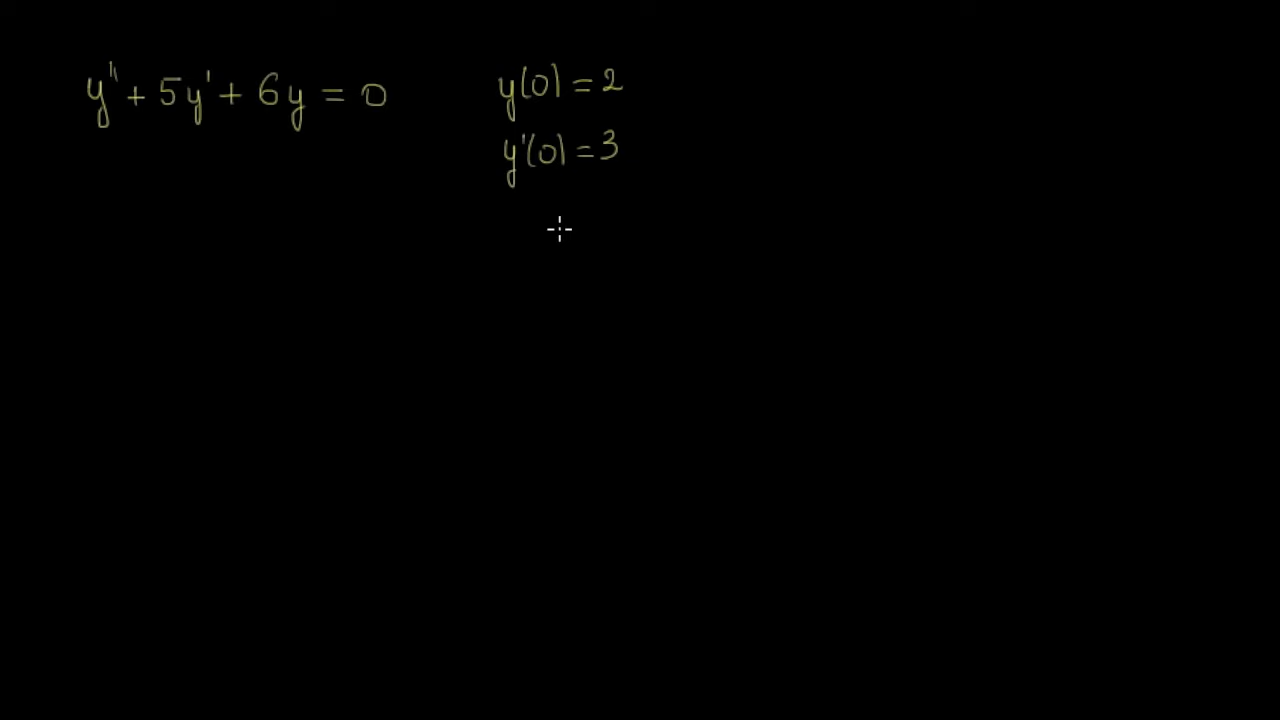 y'' + 5y' + 6y = 0
y(0) = 2
y'(0) = 3